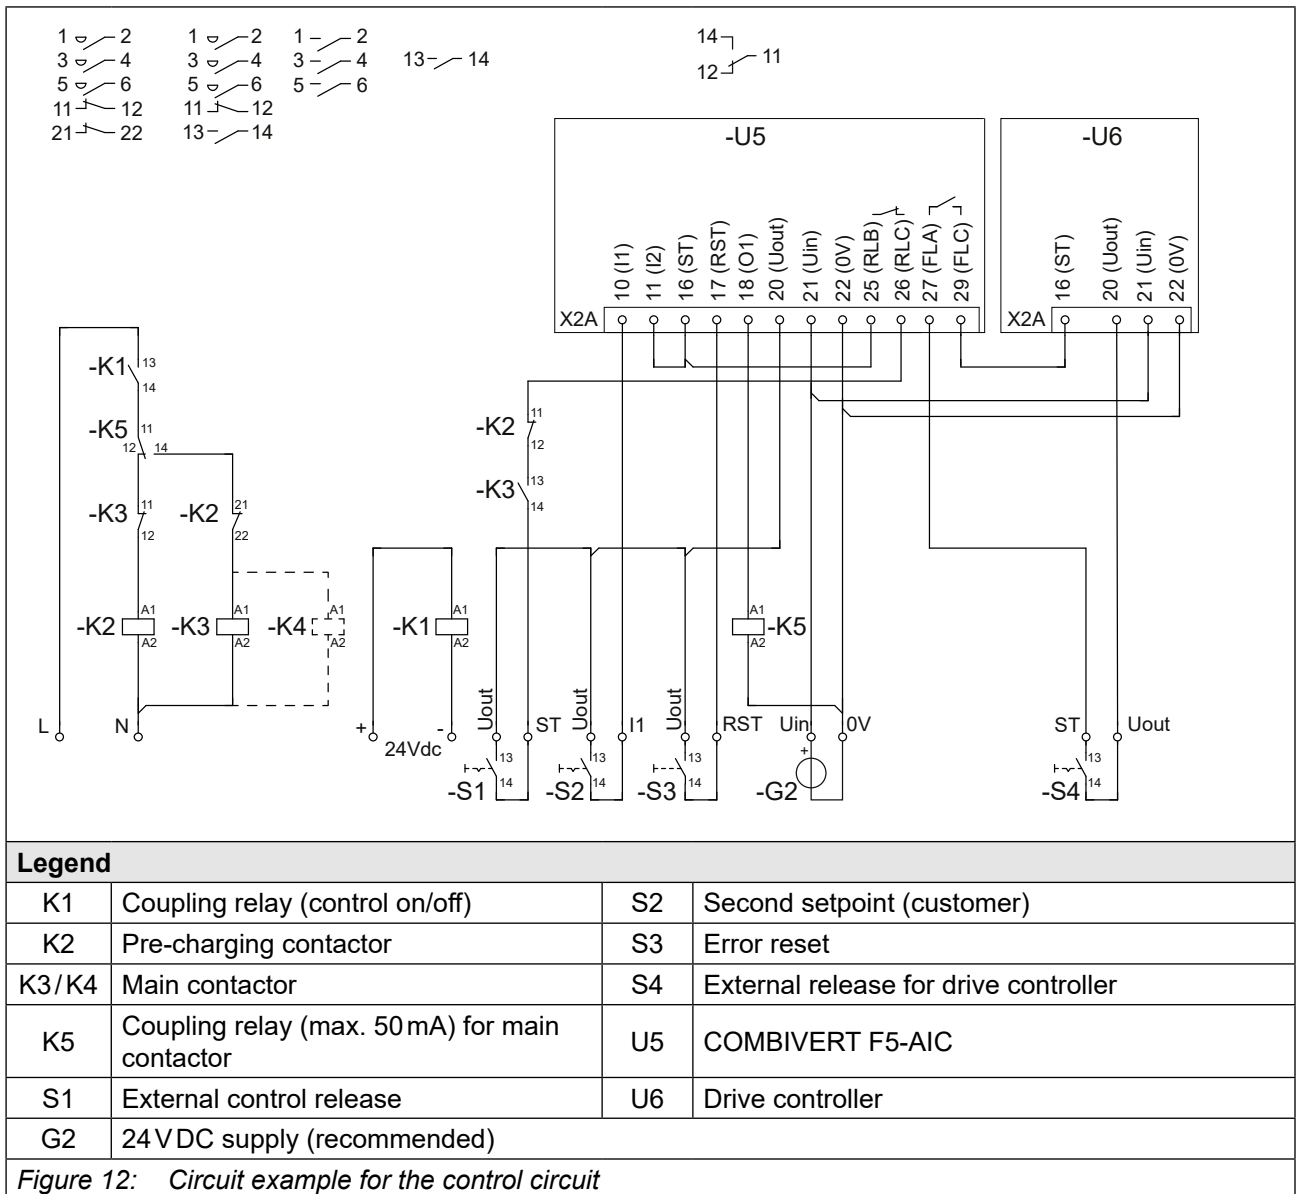 1 2 1 2 1 2 14
3 4 3 4 3 4 13 14 11
5 6 5 6 5 6 12
11 12 11 12
21 22 13 14
-U5 -U6
10 (I1)
11 (I2)
16 (ST)
17 (RST)
18 (O1)
20 (Uout)
21 (Uin)
22 (0V)
25 (RLB)
26 (RLC)
27 (FLA)
29 (FLC)
16 (ST)
20 (Uout)
21 (Uin)
22 (0V)
X2A X2A
-K1 13
14
-K5 11
12 14
-K2 11
12
-K3 13
14
-K3 11
12
-K2 21
22
-K2 A1 A2
-K3 A1 A2
-K4 A1 A2
-K1 A1 A2
-K5 A1 A2
L N + - 24Vdc
Uout ST Uout I1 Uout RST Uin 0V ST Uout
-S1 13 14
-S2 13 14
-S3 13 14
-G2 +
-S4 13 14
Legend
K1 Coupling relay (control on/off) S2 Second setpoint (customer)
K2 Pre-charging contactor S3 Error reset
K3/K4 Main contactor S4 External release for drive controller
K5 Coupling relay (max. 50mA) for main
contactor U5 COMBIVERT F5-AIC
S1 External control release U6 Drive controller
G2 24VDC supply (recommended)
Figure 12: Circuit example for the control circuit